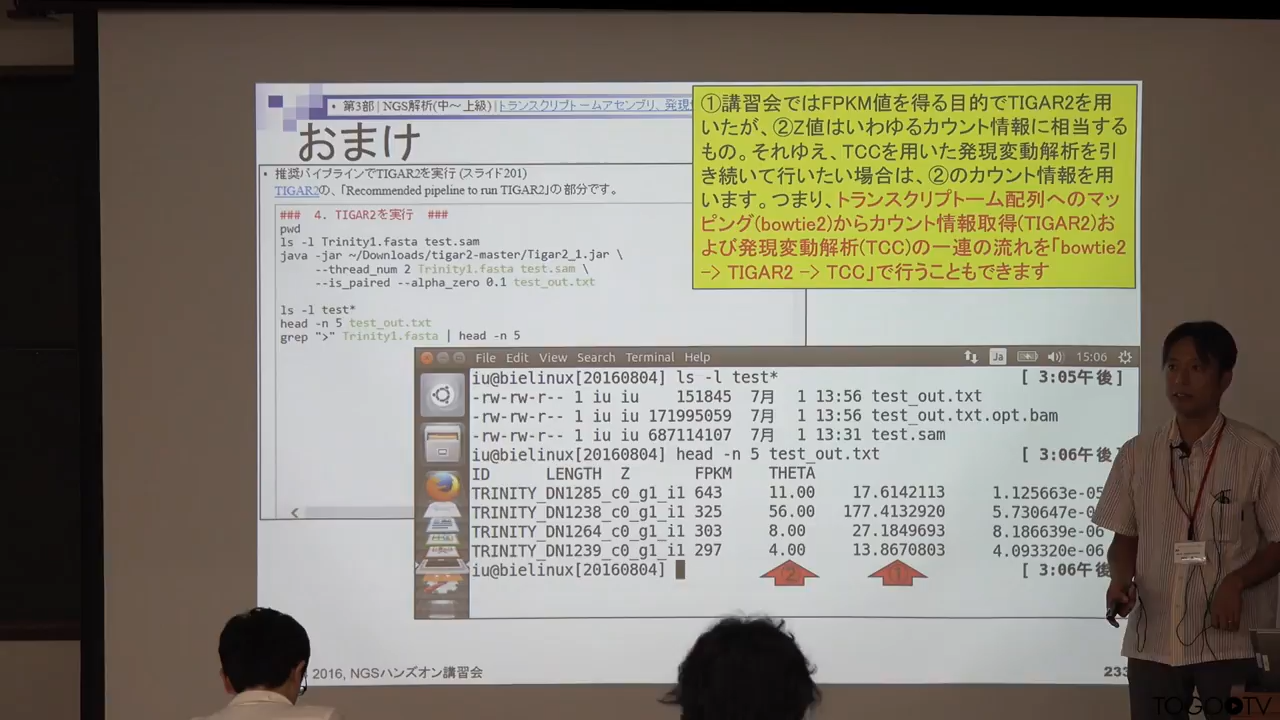 ・第3部 | NGS解析(中～上級) | トランスクリプトームアセンブリ、発現
おまけ
・推奨パイプラインでTIGAR2を実行 (スライド201)
TIGAR2の、「Recommended pipeline to run TIGAR2」の部分です。
### 4. TIGAR2を実行 ###
pwd
ls -l Trinity1.fasta test.sam
java -jar ~/Downloads/tigar2-master/Tigar2_1.jar \
--thread_num 2 Trinity1.fasta test.sam \
--is_paired --alpha_zero 0.1 test_out.txt
ls -l test*
head -n 5 test_out.txt
grep ">" Trinity1.fasta | head -n 5
①講習会ではFPKM値を得る目的でTIGAR2を用
いたが、②Z値はいわゆるカウント情報に相当する
もの。それゆえ、TCCを用いた発現変動解析を引
き続いて行いたい場合は、②のカウント情報を用
います。つまり、トランスクリプトーム配列へのマッ
ピング(bowtie2)からカウント情報取得(TIGAR2)お
よび発現変動解析(TCC)の一連の流れを「bowtie2
-> TIGAR2 -> TCC」で行うこともできます
File Edit View Search Terminal Help Ja 15:06
iu@bielinux[20160804] ls -l test* [ 3:05午後]
-rw-rw-r-- 1 iu iu 151845 7月 1 13:56 test_out.txt
-rw-rw-r-- 1 iu iu 171995059 7月 1 13:56 test_out.txt.opt.bam
-rw-rw-r-- 1 iu iu 687114107 7月 1 13:31 test.sam
iu@bielinux[20160804] head -n 5 test_out.txt [ 3:06午後
ID LENGTH Z FPKM THETA
TRINITY_DN1285_c0_g1_i1 643 11.00 17.6142113 1.125663e-05
TRINITY_DN1238_c0_g1_i1 325 56.00 177.4132920 5.730647e-0
TRINITY_DN1264_c0_g1_i1 303 8.00 27.1849693 8.186639e-06
TRINITY_DN1239_c0_g1_i1 297 4.00 13.8670803 4.093320e-06
iu@bielinux[20160804] [ 3:06午後
② ①
2016, NGSハンズオン講習会
233
TOGOTV